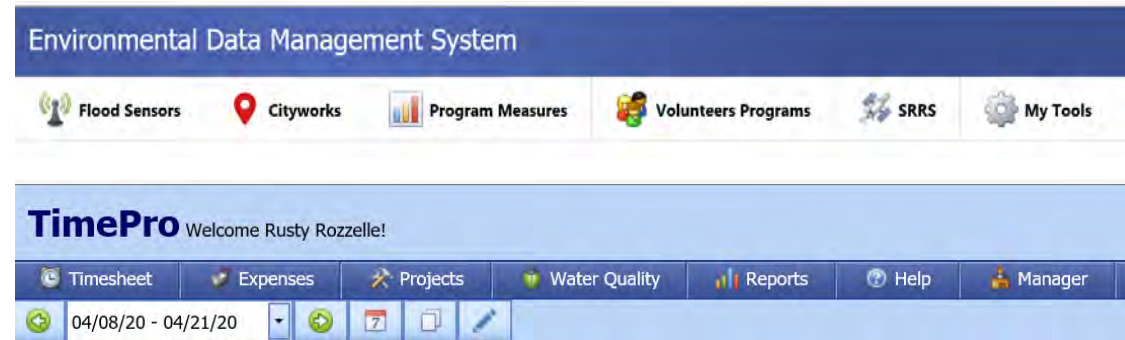 Environmental Data Management System
Flood Sensors Cityworks Program Measures Volunteers Programs SRRS My Tools
TimePro Welcome Rusty Rozzelle!
Timesheet Expenses Projects Water Quality Reports Help Manager
04/08/20 - 04/21/20 7